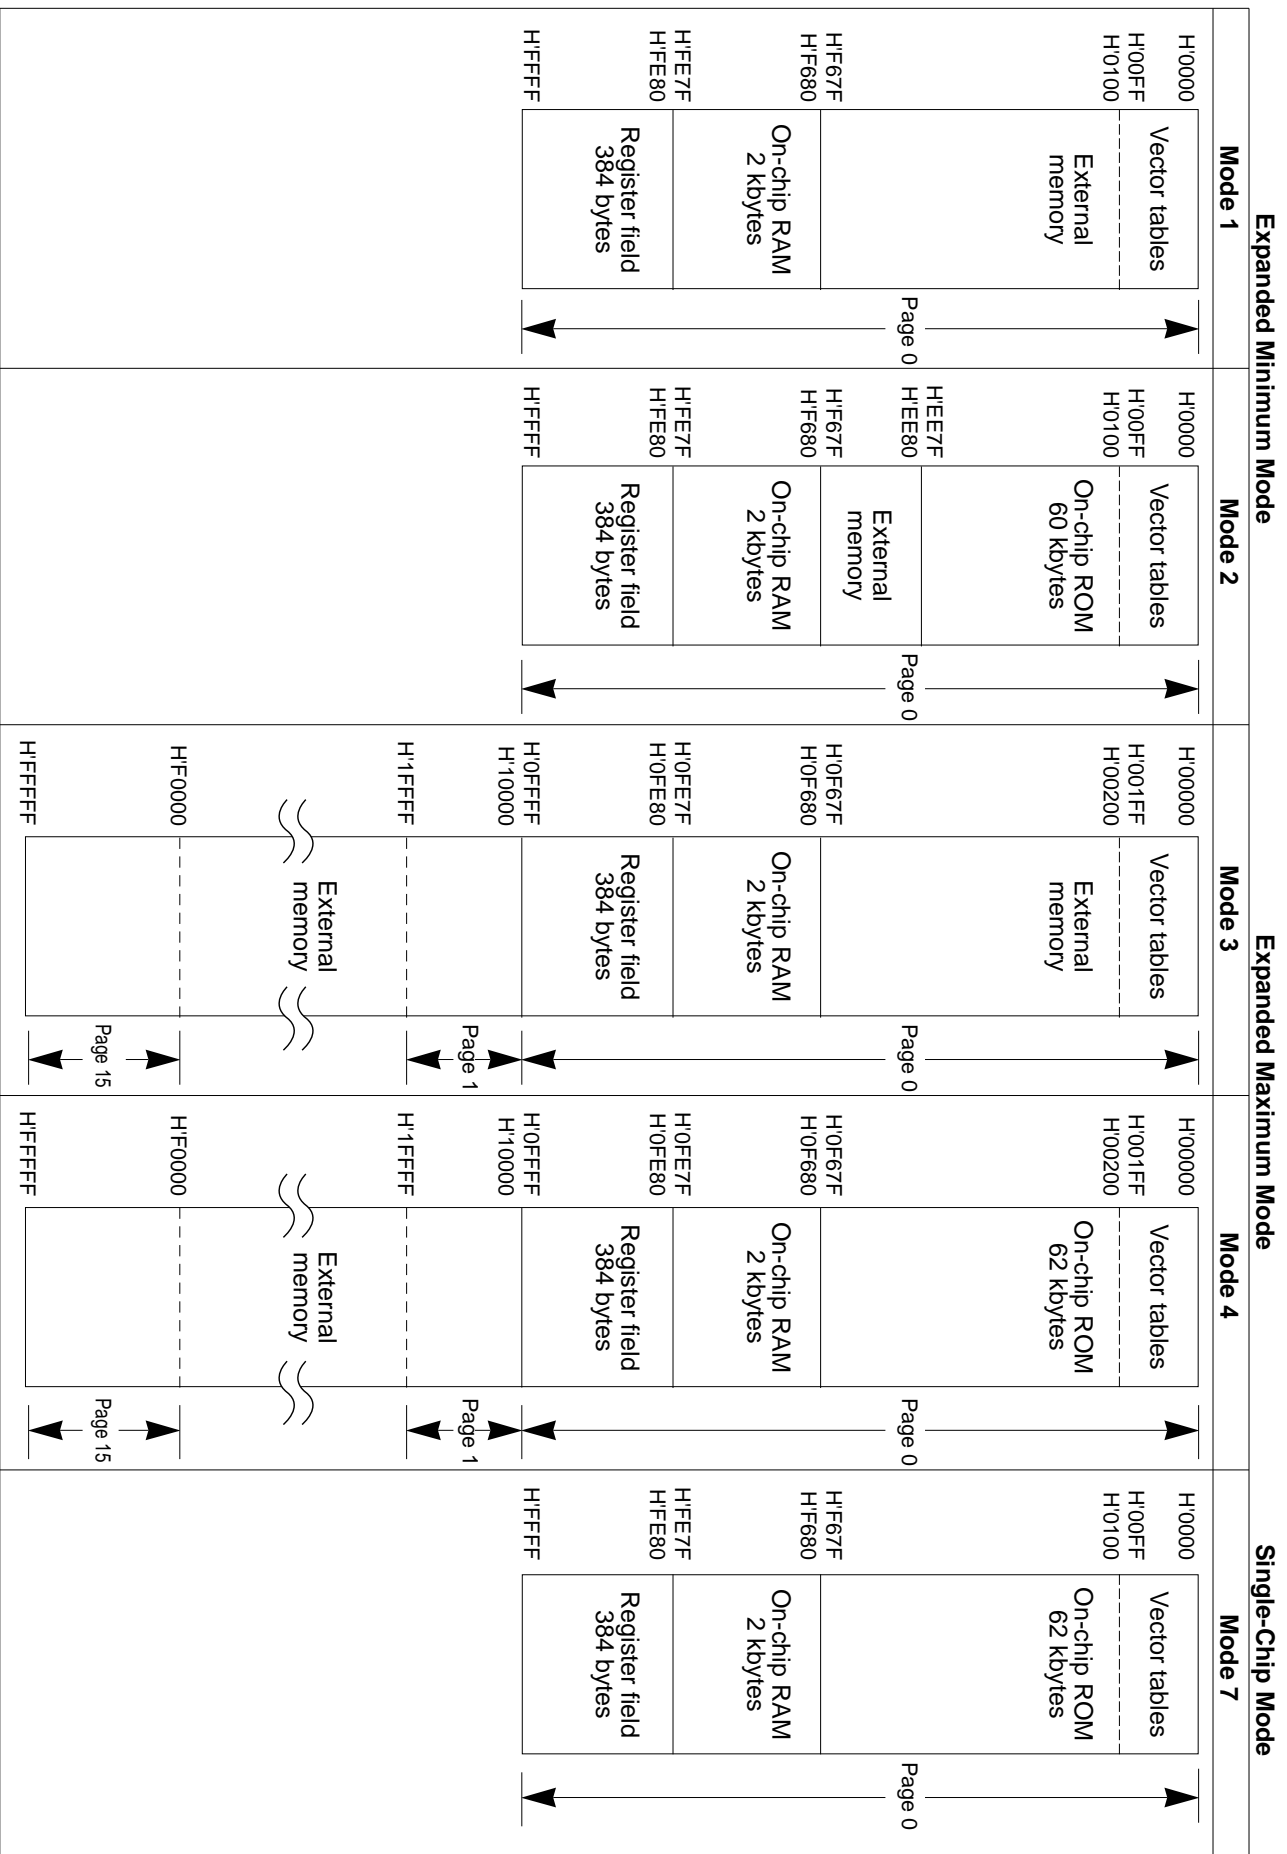 Expanded Minimum Mode
Mode 1
H'0000
H'00FF
H'0100
H'F67F
H'F680
H'FE7F
H'FE80
H'FFFF
Vector tables
External
memory
On-chip RAM
2 kbytes
Register field
384 bytes
Page 0
Mode 2
H'0000
H'00FF
H'0100
H'EE7F
H'EE80
H'F67F
H'F680
H'FE7F
H'FE80
H'FFFF
Vector tables
On-chip ROM
60 kbytes
External
memory
On-chip RAM
2 kbytes
Register field
384 bytes
Page 0
Expanded Maximum Mode
Mode 3
H'00000
H'001FF
H'00200
H'0F67F
H'0F680
H'0FE7F
H'0FE80
H'0FFFF
H'10000
H'1FFFF
H'F0000
H'FFFFF
Vector tables
External
memory
On-chip RAM
2 kbytes
Register field
384 bytes
External
memory
Page 0
Page 1
Page 15
Mode 4
H'00000
H'001FF
H'00200
H'0F67F
H'0F680
H'0FE7F
H'0FE80
H'0FFFF
H'10000
H'1FFFF
H'F0000
H'FFFFF
Vector tables
On-chip ROM
62 kbytes
On-chip RAM
2 kbytes
Register field
384 bytes
External
memory
Page 0
Page 1
Page 15
Single-Chip Mode
Mode 7
H'0000
H'00FF
H'0100
H'F67F
H'F680
H'FE7F
H'FE80
H'FFFF
Vector tables
On-chip ROM
62 kbytes
On-chip RAM
2 kbytes
Register field
384 bytes
Page 0